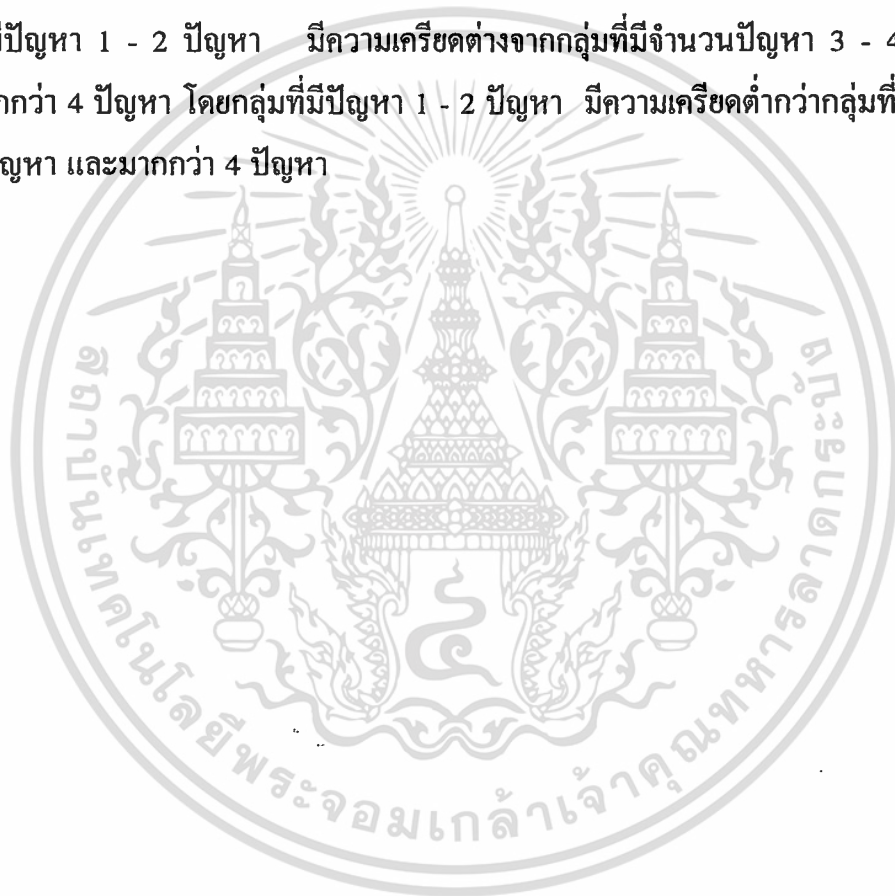 มีปัญหา 1 - 2 ปัญหา มีความเครียดต่างจากกลุ่มที่มีจำนวนปัญหา 3 - 4
กกว่า 4 ปัญหา โดยกลุ่มที่มีปัญหา 1 - 2 ปัญหา มีความเครียดต่ำกว่ากลุ่มที่
ญหา และมากกว่า 4 ปัญหา
สถาบันเทคโนโลยีพระจอมเกล้าเจ้าคุณทหารลาดกระบัง
๔